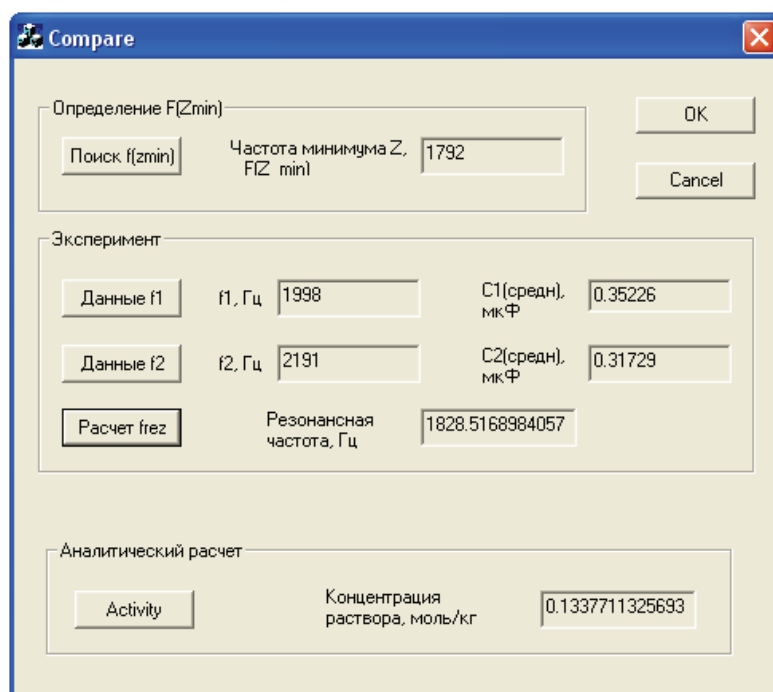 Compare
Определение F(Zmin)
OK
Поиск f(zmin)
Частота минимума Z,
F(Z min)
1792
Cancel
Эксперимент
Данные f1
f1, Гц
1998
C1(средн),
мкФ
0.35226
Данные f2
f2, Гц
2191
C2(средн),
мкФ
0.31729
Расчет frez
Резонансная
частота, Гц
1828.5168984057
Аналитический расчет
Activity
Концентрация
раствора, моль/кг
0.1337711325693